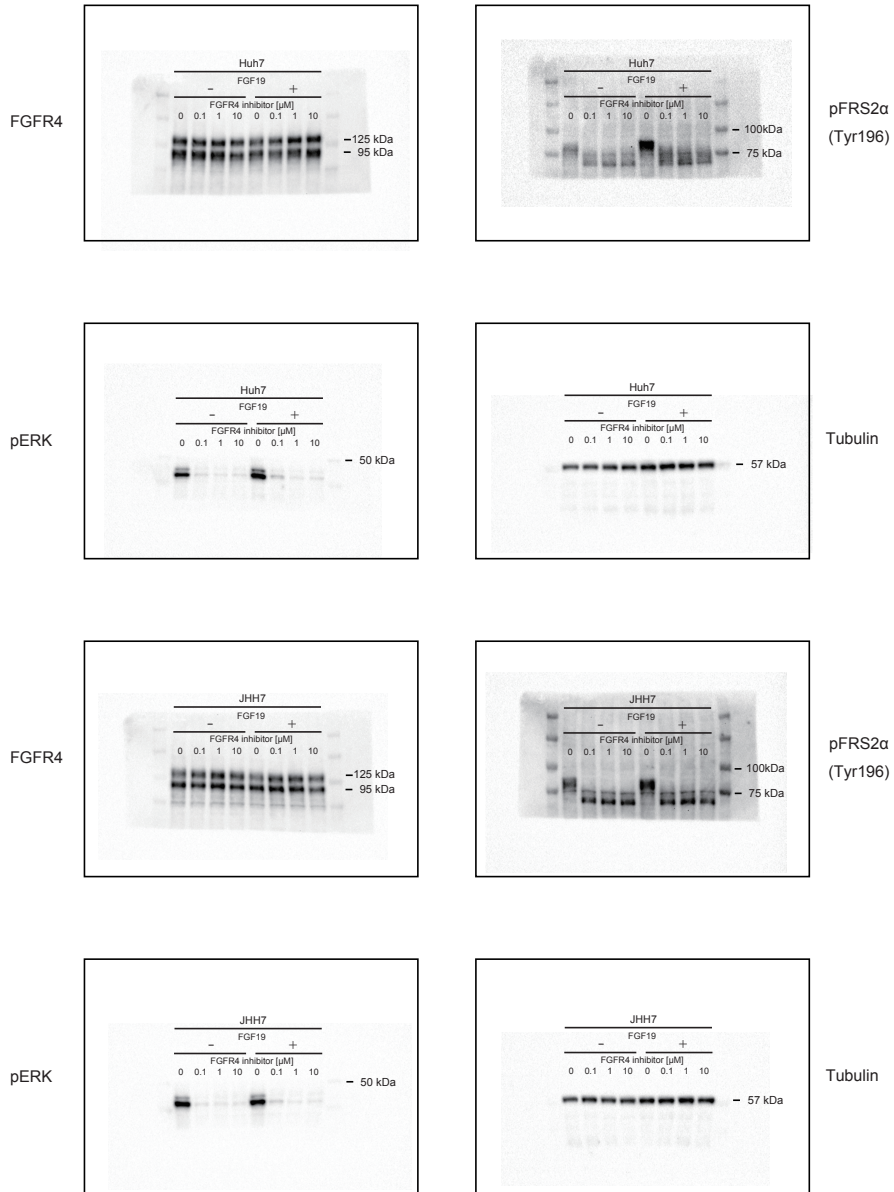 FGFR4
Huh7
FGF19
− +
FGFR4 inhibitor [µM]
0 0.1 1 10 0 0.1 1 10
125 kDa
95 kDa
Huh7
FGF19
− +
FGFR4 inhibitor [µM]
0 0.1 1 10 0 0.1 1 10
100kDa
75 kDa
pFRS2α
(Tyr196)
pERK
Huh7
FGF19
− +
FGFR4 inhibitor [µM]
0 0.1 1 10 0 0.1 1 10
50 kDa
Huh7
FGF19
− +
FGFR4 inhibitor [µM]
0 0.1 1 10 0 0.1 1 10
57 kDa
Tubulin
FGFR4
JHH7
FGF19
− +
FGFR4 inhibitor [µM]
0 0.1 1 10 0 0.1 1 10
125 kDa
95 kDa
JHH7
FGF19
− +
FGFR4 inhibitor [µM]
0 0.1 1 10 0 0.1 1 10
100kDa
75 kDa
pFRS2α
(Tyr196)
pERK
JHH7
FGF19
− +
FGFR4 inhibitor [µM]
0 0.1 1 10 0 0.1 1 10
50 kDa
JHH7
FGF19
− +
FGFR4 inhibitor [µM]
0 0.1 1 10 0 0.1 1 10
57 kDa
Tubulin